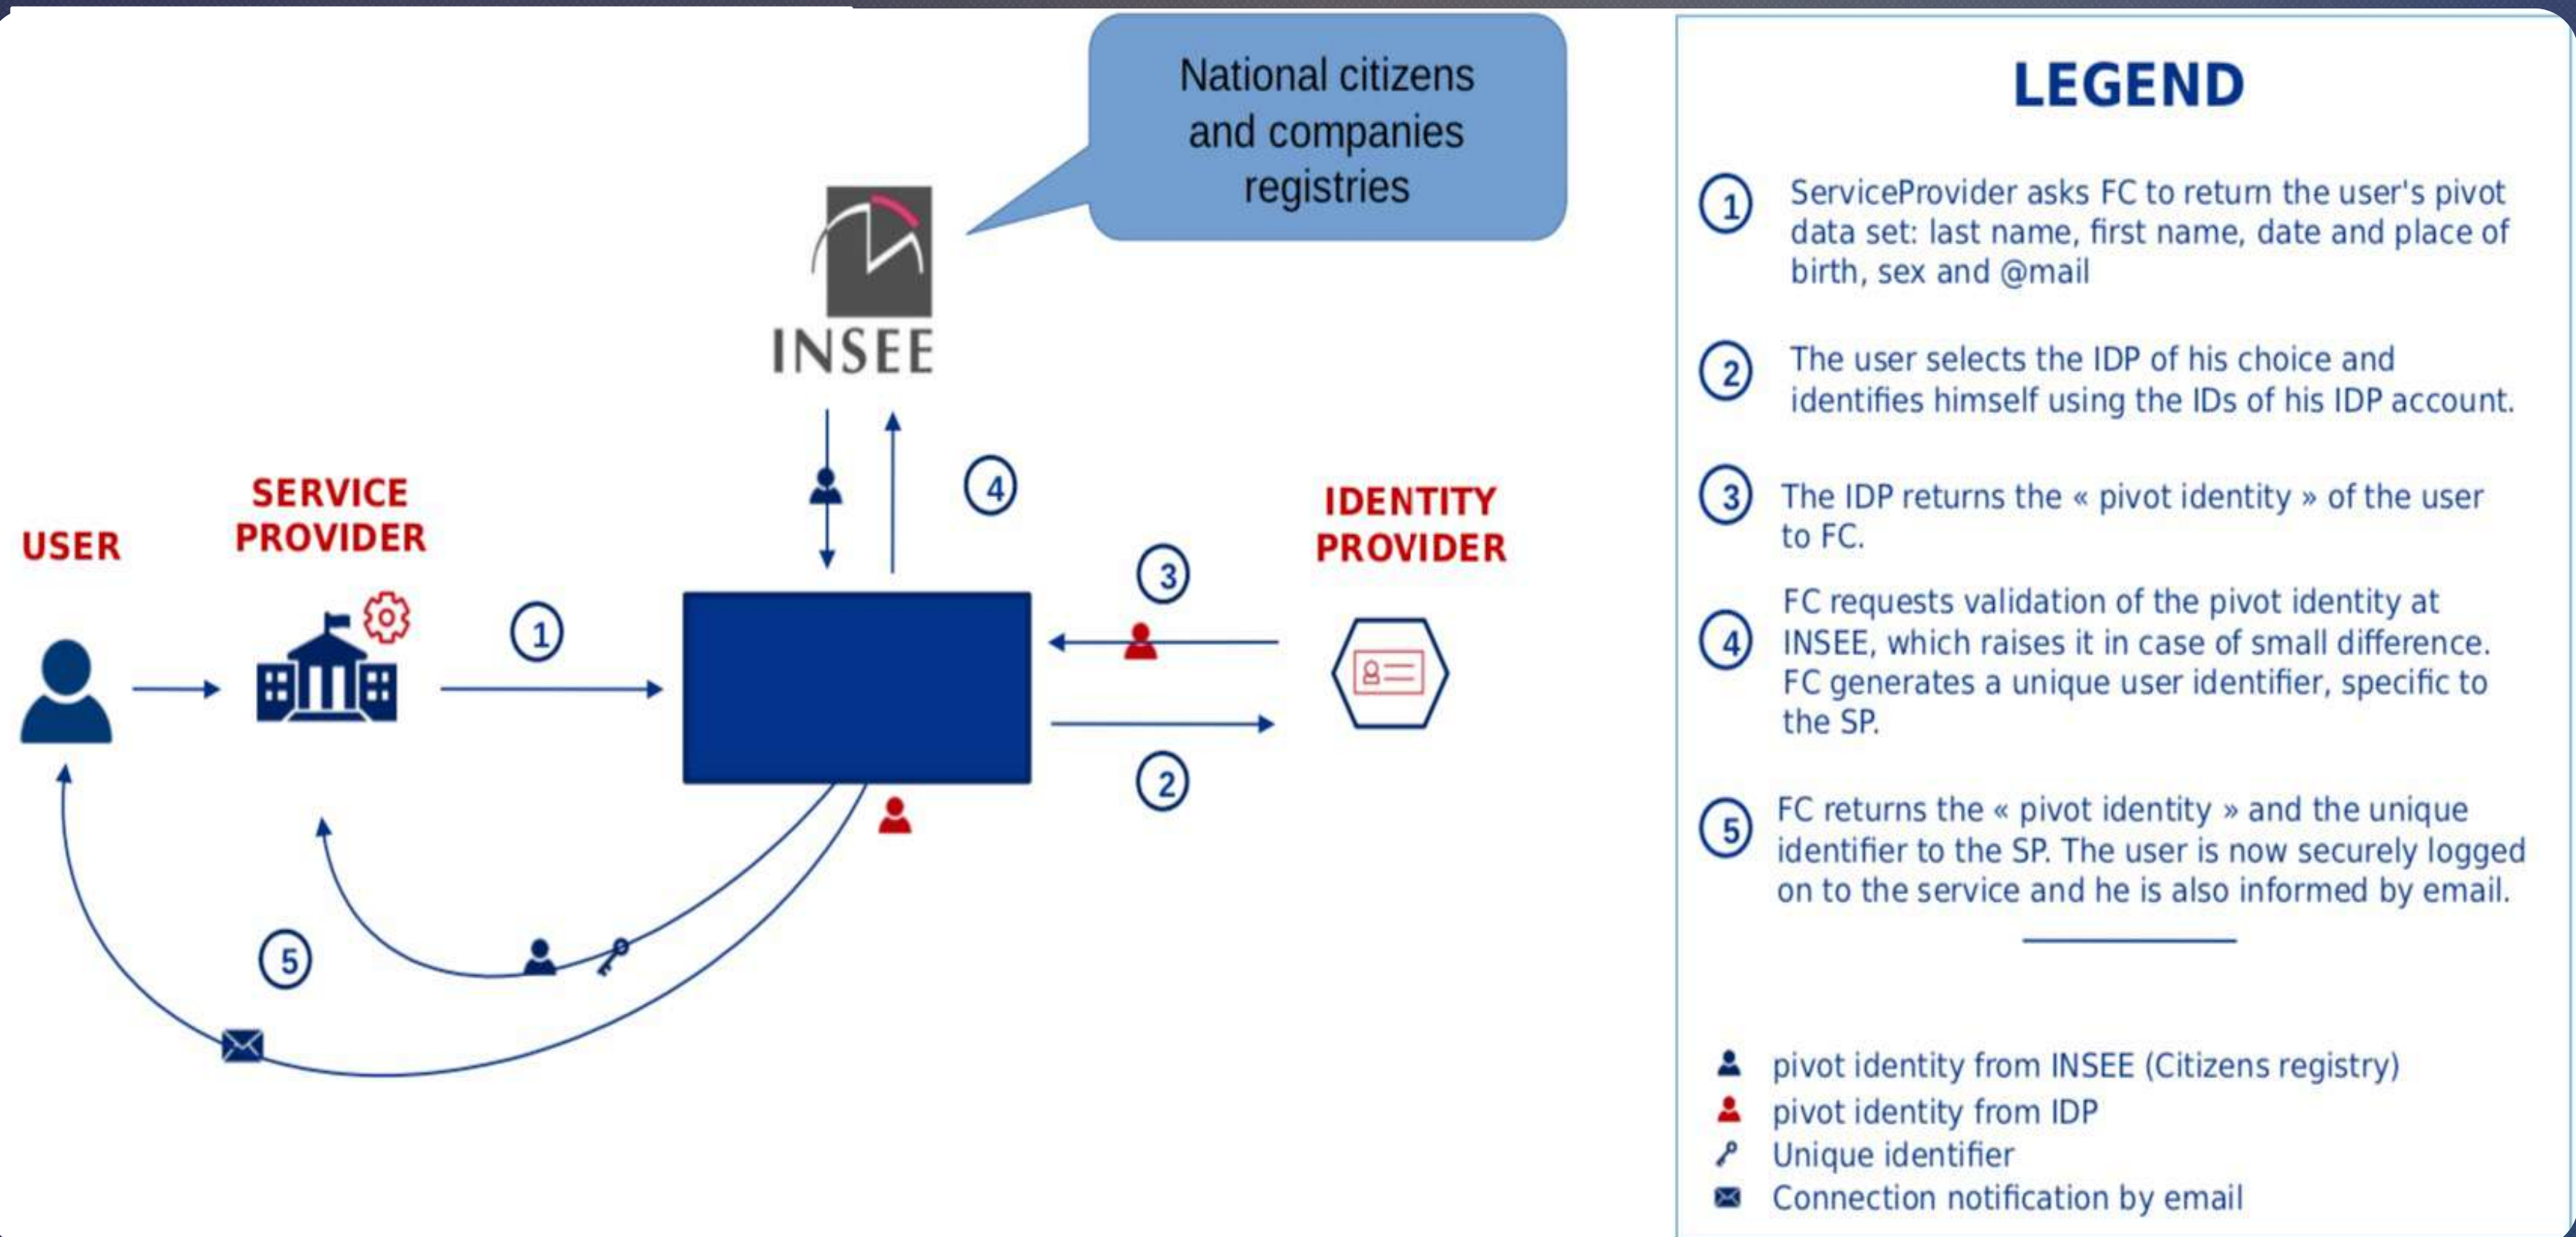 National citizens
and companies
registries
INSEE
4
SERVICE
PROVIDER
USER
IDENTITY
PROVIDER
1
3
2
5
LEGEND
1 ServiceProvider asks FC to return the user's pivot
data set: last name, first name, date and place of
birth, sex and @mail
2 The user selects the IDP of his choice and
identifies himself using the IDs of his IDP account.
3 The IDP returns the « pivot identity » of the user
to FC.
4 FC requests validation of the pivot identity at
INSEE, which raises it in case of small difference.
FC generates a unique user identifier, specific to
the SP.
5 FC returns the « pivot identity » and the unique
identifier to the SP. The user is now securely logged
on to the service and he is also informed by email.
pivot identity from INSEE (Citizens registry)
pivot identity from IDP
Unique identifier
Connection notification by email